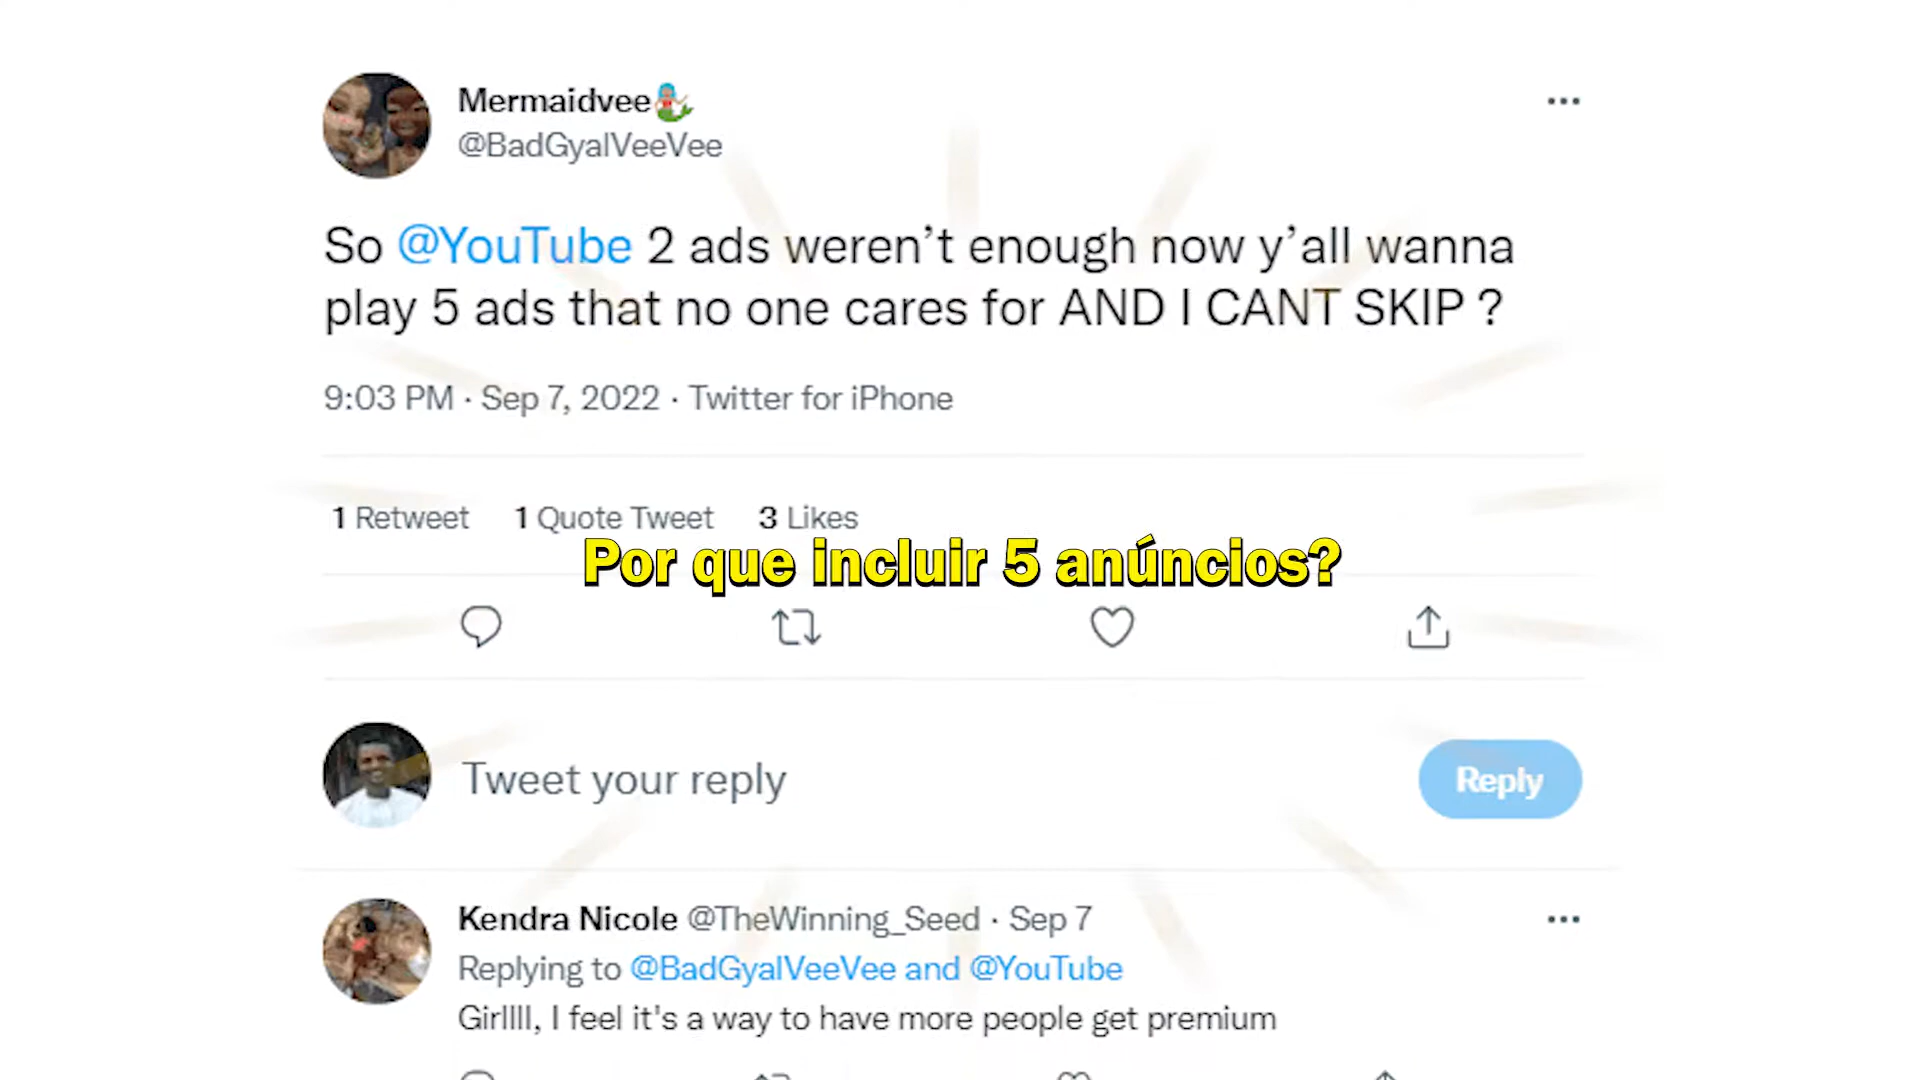 Mermaidvee
@BadGyalVeeVee
So @YouTube 2 ads weren’t enough now y’all wanna
play 5 ads that no one cares for AND I CANT SKIP ?
9:03 PM · Sep 7, 2022 · Twitter for iPhone
1 Retweet 1 Quote Tweet 3 Likes
Por que incluir 5 anúncios?
Tweet your reply
Reply
Kendra Nicole @TheWinning_Seed · Sep 7
Replying to @BadGyalVeeVee and @YouTube
Girllll, I feel it's a way to have more people get premium